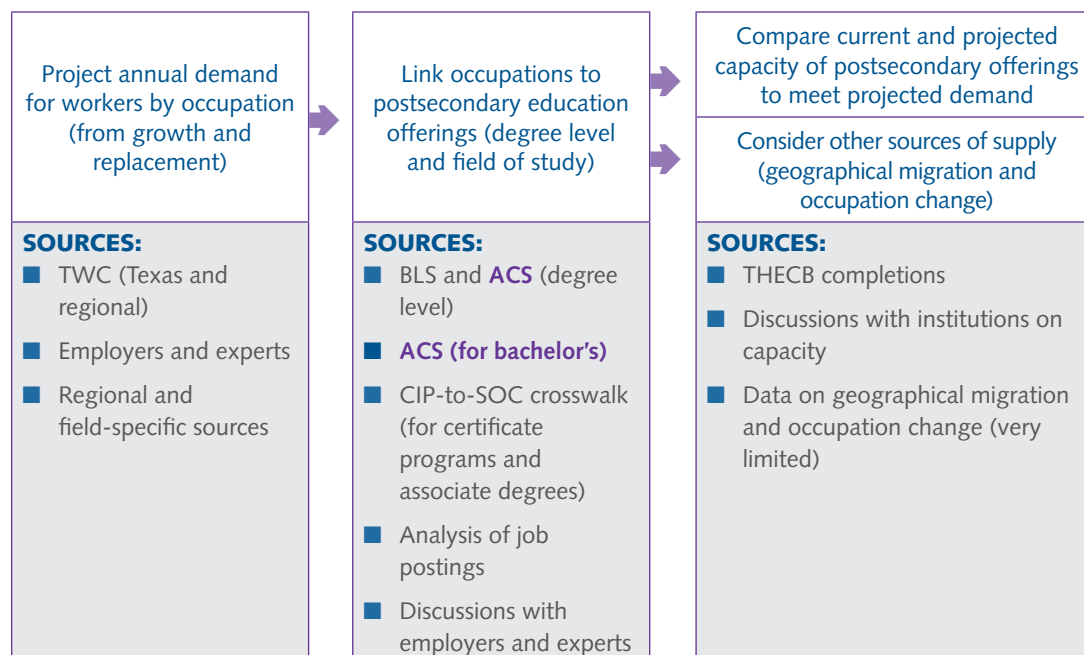 Project annual demand
for workers by occupation
(from growth and
replacement)
Link occupations to
postsecondary education
offerings (degree level
and field of study)
Compare current and projected
capacity of postsecondary offerings
to meet projected demand
Consider other sources of supply
(geographical migration and
occupation change)
SOURCES:
TWC (Texas and
regional)
Employers and experts
Regional and
field-specific sources
SOURCES:
BLS and ACS (degree
level)
ACS (for bachelor’s)
CIP-to-SOC crosswalk
(for certificate
programs and
associate degrees)
Analysis of job
postings
Discussions with
employers and experts
SOURCES:
THECB completions
Discussions with institutions on
capacity
Data on geographical migration
and occupation change (very
limited)